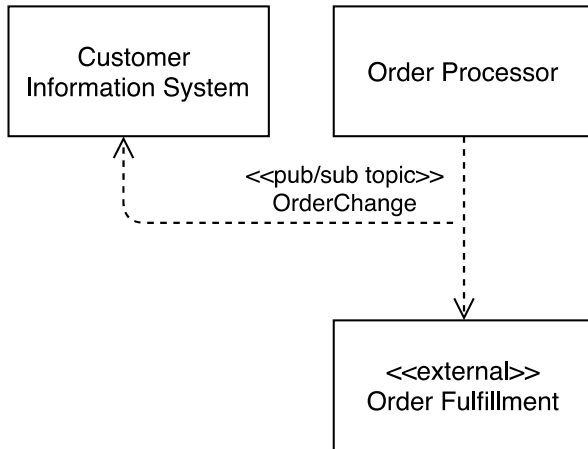 Customer
Information System
Order Processor
<<pub/sub topic>>
OrderChange
<<external>>
Order Fulfillment